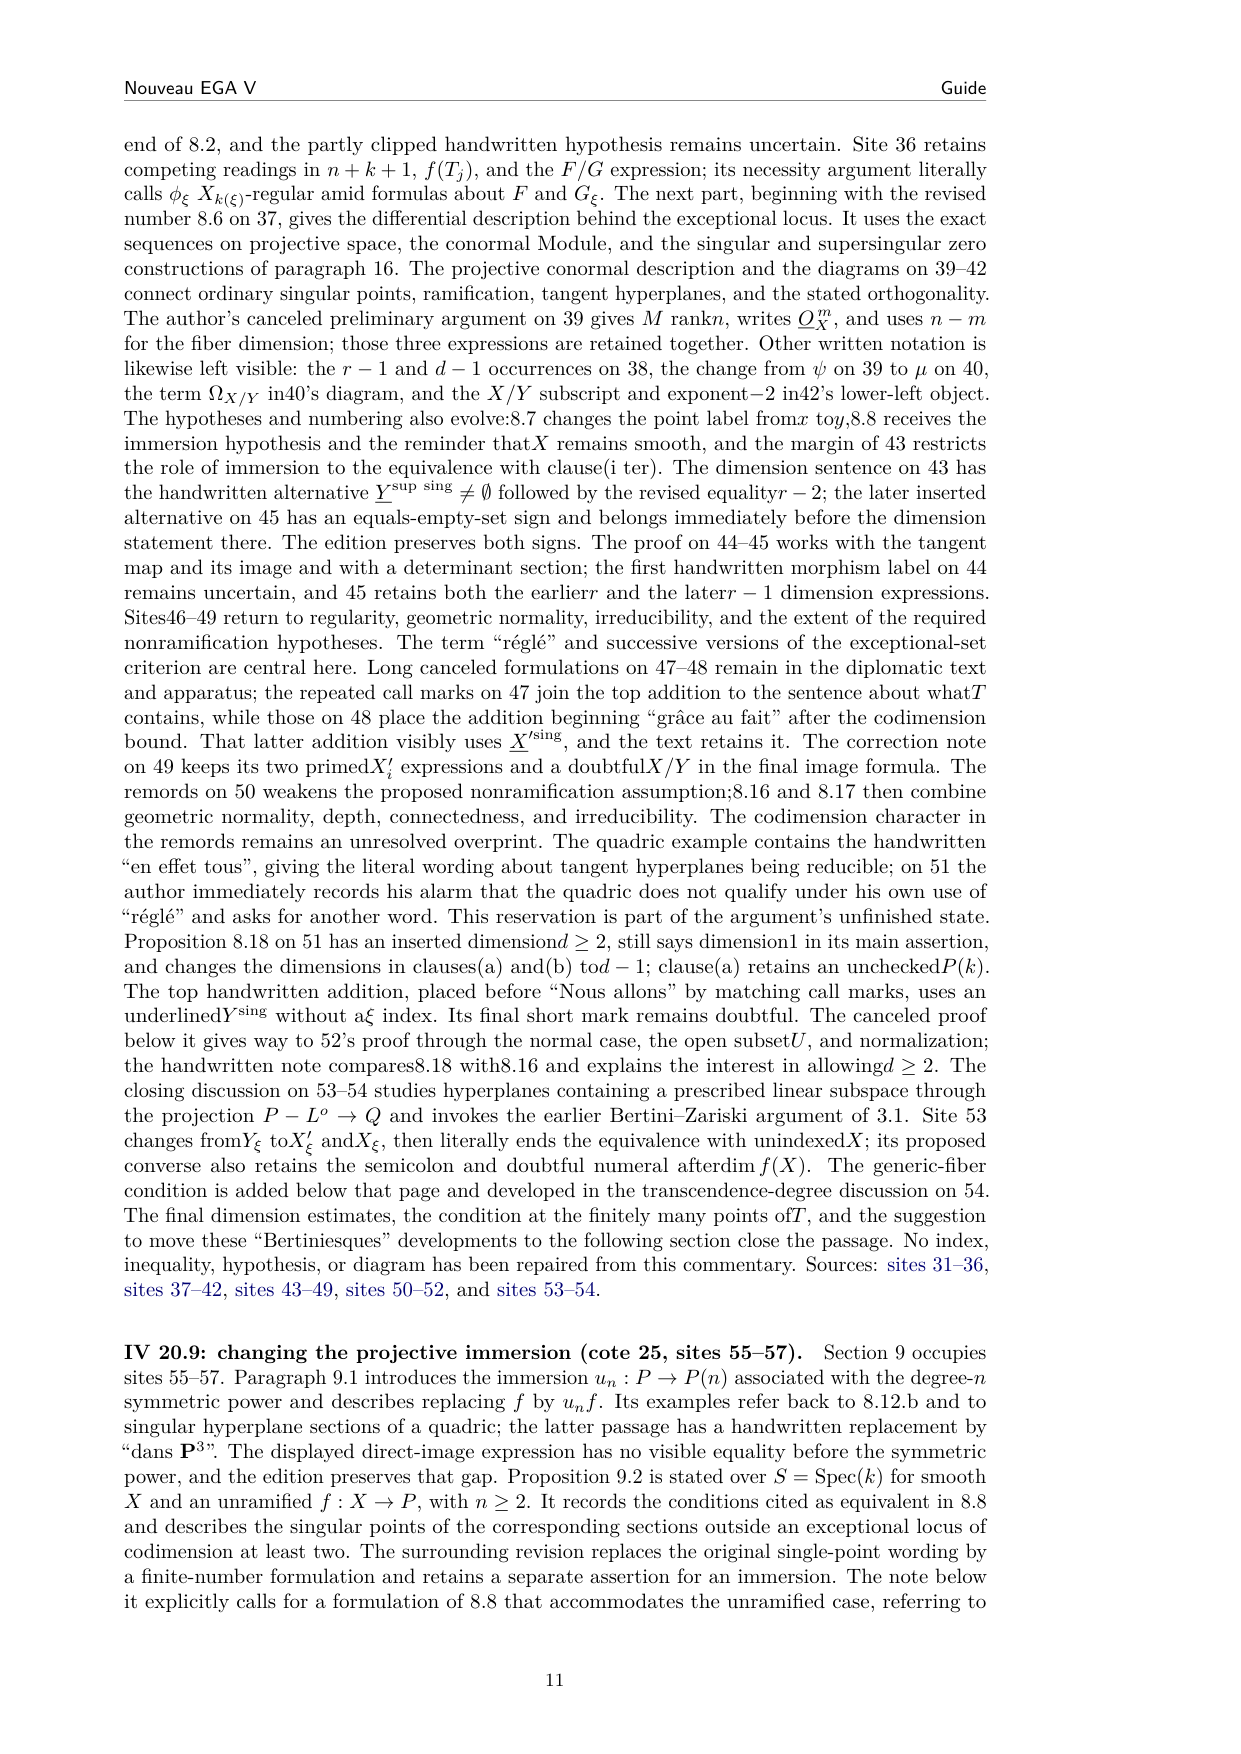 Nouveau EGA V Guide
end of 8.2, and the partly clipped handwritten hypothesis remains uncertain. Site 36 retains
competing readings in n + k + 1, f(T_j), and the F/G expression; its necessity argument literally
calls ϕ_ξ X_{k(ξ)}-regular amid formulas about F and G_ξ. The next part, beginning with the revised
number 8.6 on 37, gives the differential description behind the exceptional locus. It uses the exact
sequences on projective space, the conormal Module, and the singular and supersingular zero
constructions of paragraph 16. The projective conormal description and the diagrams on 39–42
connect ordinary singular points, ramification, tangent hyperplanes, and the stated orthogonality.
The author’s canceled preliminary argument on 39 gives M rankn, writes O_X^m, and uses n − m
for the fiber dimension; those three expressions are retained together. Other written notation is
likewise left visible: the r − 1 and d − 1 occurrences on 38, the change from ψ on 39 to μ on 40,
the term Ω_{X/Y} in40’s diagram, and the X/Y subscript and exponent−2 in42’s lower-left object.
The hypotheses and numbering also evolve:8.7 changes the point label fromx toy,8.8 receives the
immersion hypothesis and the reminder thatX remains smooth, and the margin of 43 restricts
the role of immersion to the equivalence with clause(i ter). The dimension sentence on 43 has
the handwritten alternative Y^{sup sing} ≠ ∅ followed by the revised equalityr − 2; the later inserted
alternative on 45 has an equals-empty-set sign and belongs immediately before the dimension
statement there. The edition preserves both signs. The proof on 44–45 works with the tangent
map and its image and with a determinant section; the first handwritten morphism label on 44
remains uncertain, and 45 retains both the earlierr and the laterr − 1 dimension expressions.
Sites46–49 return to regularity, geometric normality, irreducibility, and the extent of the required
nonramification hypotheses. The term “réglé” and successive versions of the exceptional-set
criterion are central here. Long canceled formulations on 47–48 remain in the diplomatic text
and apparatus; the repeated call marks on 47 join the top addition to the sentence about whatT
contains, while those on 48 place the addition beginning “grâce au fait” after the codimension
bound. That latter addition visibly uses X′^{sing}, and the text retains it. The correction note
on 49 keeps its two primedX′_i expressions and a doubtfulX/Y in the final image formula. The
remords on 50 weakens the proposed nonramification assumption;8.16 and 8.17 then combine
geometric normality, depth, connectedness, and irreducibility. The codimension character in
the remords remains an unresolved overprint. The quadric example contains the handwritten
“en effet tous”, giving the literal wording about tangent hyperplanes being reducible; on 51 the
author immediately records his alarm that the quadric does not qualify under his own use of
“réglé” and asks for another word. This reservation is part of the argument’s unfinished state.
Proposition 8.18 on 51 has an inserted dimensiond ≥ 2, still says dimension1 in its main assertion,
and changes the dimensions in clauses(a) and(b) tod − 1; clause(a) retains an uncheckedP(k).
The top handwritten addition, placed before “Nous allons” by matching call marks, uses an
underlinedY^{sing} without aξ index. Its final short mark remains doubtful. The canceled proof
below it gives way to 52’s proof through the normal case, the open subsetU, and normalization;
the handwritten note compares8.18 with8.16 and explains the interest in allowingd ≥ 2. The
closing discussion on 53–54 studies hyperplanes containing a prescribed linear subspace through
the projection P − L^o → Q and invokes the earlier Bertini–Zariski argument of 3.1. Site 53
changes fromY_ξ toX′_ξ andX_ξ, then literally ends the equivalence with unindexedX; its proposed
converse also retains the semicolon and doubtful numeral afterdim f(X). The generic-fiber
condition is added below that page and developed in the transcendence-degree discussion on 54.
The final dimension estimates, the condition at the finitely many points ofT, and the suggestion
to move these “Bertiniesques” developments to the following section close the passage. No index,
inequality, hypothesis, or diagram has been repaired from this commentary. Sources: sites 31–36,
sites 37–42, sites 43–49, sites 50–52, and sites 53–54.
IV 20.9: changing the projective immersion (cote 25, sites 55–57). Section 9 occupies
sites 55–57. Paragraph 9.1 introduces the immersion u_n : P → P(n) associated with the degree-n
symmetric power and describes replacing f by u_n f. Its examples refer back to 8.12.b and to
singular hyperplane sections of a quadric; the latter passage has a handwritten replacement by
“dans P³”. The displayed direct-image expression has no visible equality before the symmetric
power, and the edition preserves that gap. Proposition 9.2 is stated over S = Spec(k) for smooth
X and an unramified f : X → P, with n ≥ 2. It records the conditions cited as equivalent in 8.8
and describes the singular points of the corresponding sections outside an exceptional locus of
codimension at least two. The surrounding revision replaces the original single-point wording by
a finite-number formulation and retains a separate assertion for an immersion. The note below
it explicitly calls for a formulation of 8.8 that accommodates the unramified case, referring to
11